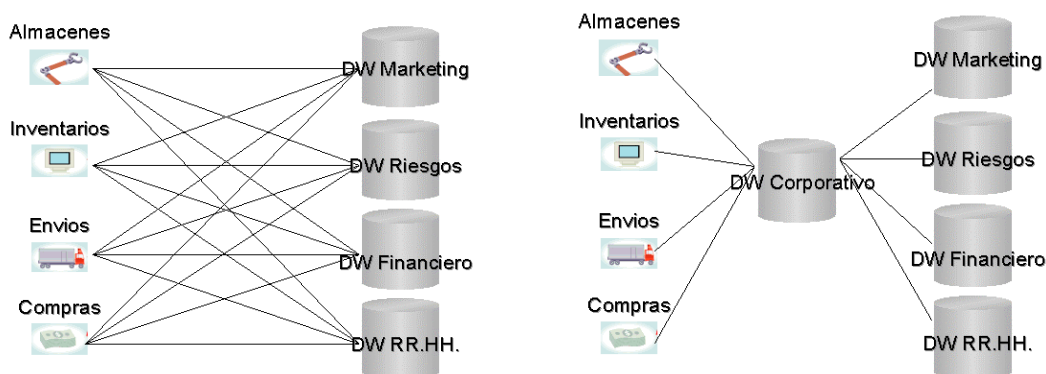 Almacenes
DW Marketing
Inventarios
DW Riesgos
Envios
DW Financiero
Compras
DW RR.HH.
Almacenes
DW Marketing
Inventarios
DW Riesgos
DW Corporativo
Envios
DW Financiero
Compras
DW RR.HH.